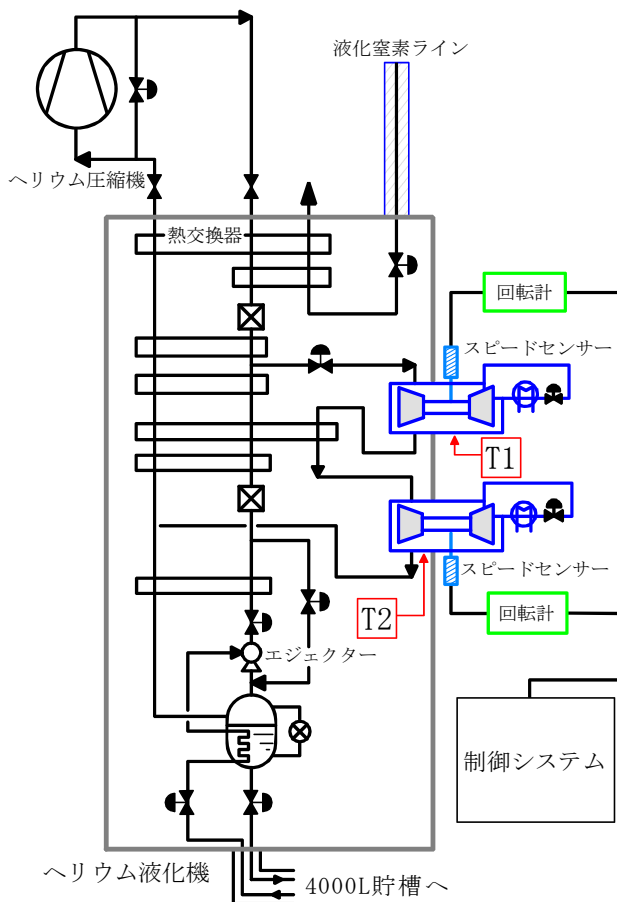 液化窒素ライン
ヘリウム圧縮機
熱交換器
回転計
スピードセンサー
T1
スピードセンサー
T2
回転計
エジェクター
制御システム
ヘリウム液化機
4000L貯槽へ